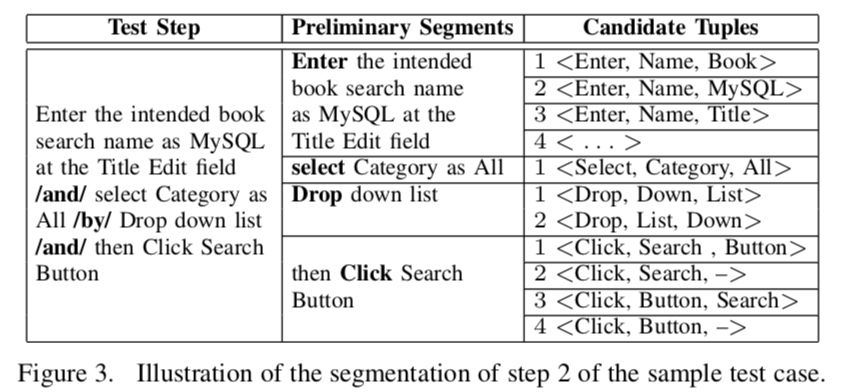 Test Step
Preliminary Segments
Candidate Tuples
Enter the intended book
search name as MySQL
at the Title Edit field
/and/ select Category as
All /by/ Drop down list
/and/ then Click Search
Button
Enter the intended
book search name
as MySQL at the
Title Edit field
1 <Enter, Name, Book>
2 <Enter, Name, MySQL>
3 <Enter, Name, Title>
4 < . . . >
select Category as All
1 <Select, Category, All>
Drop down list
1 <Drop, Down, List>
2 <Drop, List, Down>
then Click Search
Button
1 <Click, Search , Button>
2 <Click, Search, –>
3 <Click, Button, Search>
4 <Click, Button, –>
Figure 3. Illustration of the segmentation of step 2 of the sample test case.